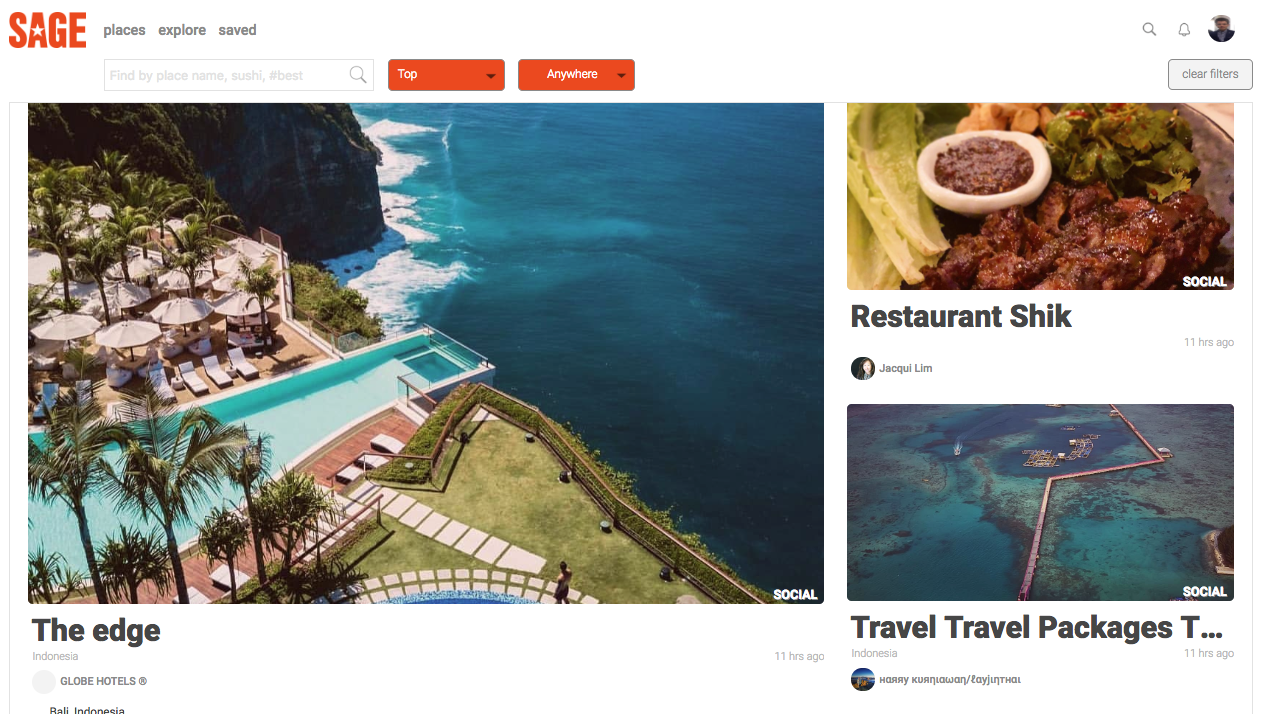 SAGE places explore saved
Find by place name, sushi, #best Top Anywhere clear filters
SOCIAL
The edge
Indonesia 11 hrs ago
GLOBE HOTELS ®
Bali, Indonesia
SOCIAL
Restaurant Shik
11 hrs ago
Jacqui Lim
SOCIAL
Travel Travel Packages T...
Indonesia 11 hrs ago
нαяяу кυяηιαωαη/ℓαуjιηтнαι